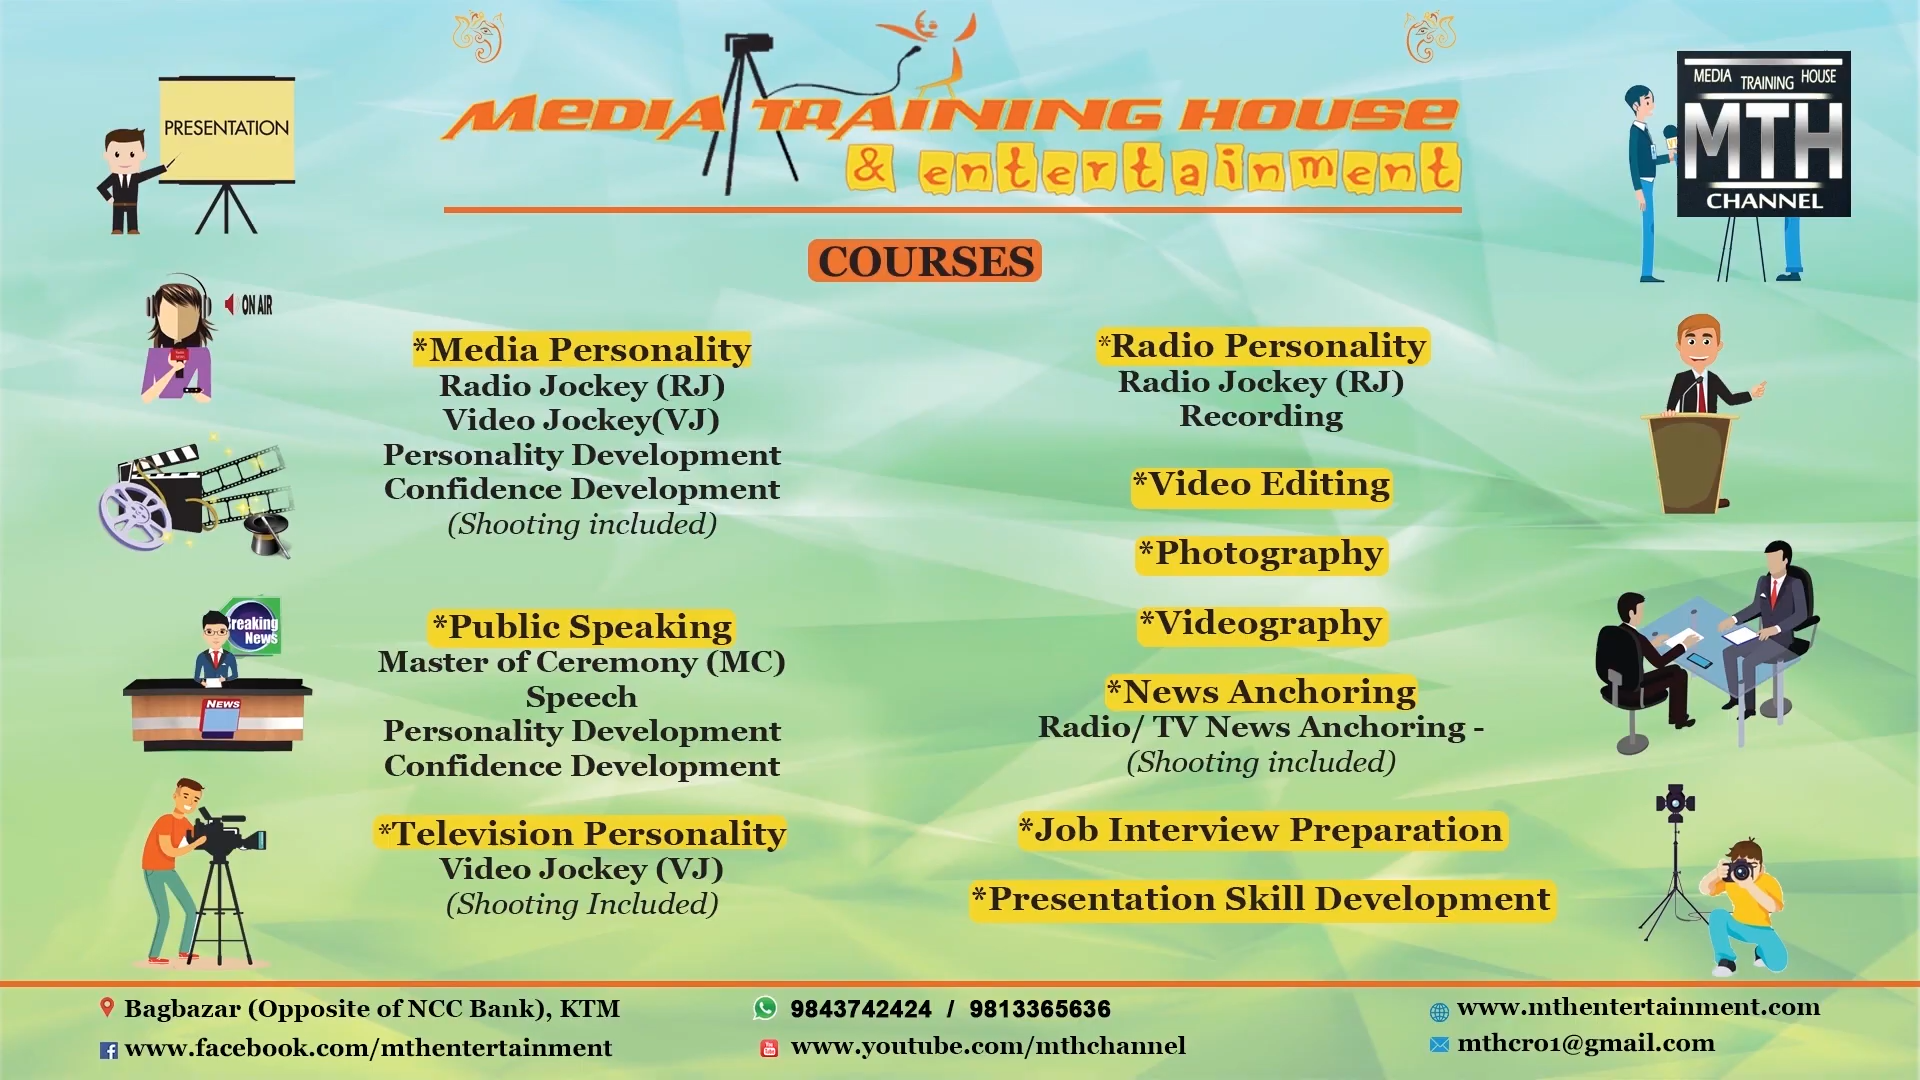 MEDIA TRAINING HOUSE
& entertainment
PRESENTATION
MEDIA TRAINING HOUSE
MTH
CHANNEL
COURSES
ON AIR
*Media Personality
Radio Jockey (RJ)
Video Jockey(VJ)
Personality Development
Confidence Development
(Shooting included)
Breaking
News
NEWS
*Public Speaking
Master of Ceremony (MC)
Speech
Personality Development
Confidence Development
*Television Personality
Video Jockey (VJ)
(Shooting Included)
*Radio Personality
Radio Jockey (RJ)
Recording
*Video Editing
*Photography
*Videography
*News Anchoring
Radio/ TV News Anchoring -
(Shooting included)
*Job Interview Preparation
*Presentation Skill Development
Bagbazar (Opposite of NCC Bank), KTM
www.facebook.com/mthentertainment
9843742424 / 9813365636
www.youtube.com/mthchannel
www.mthentertainment.com
mthcro1@gmail.com